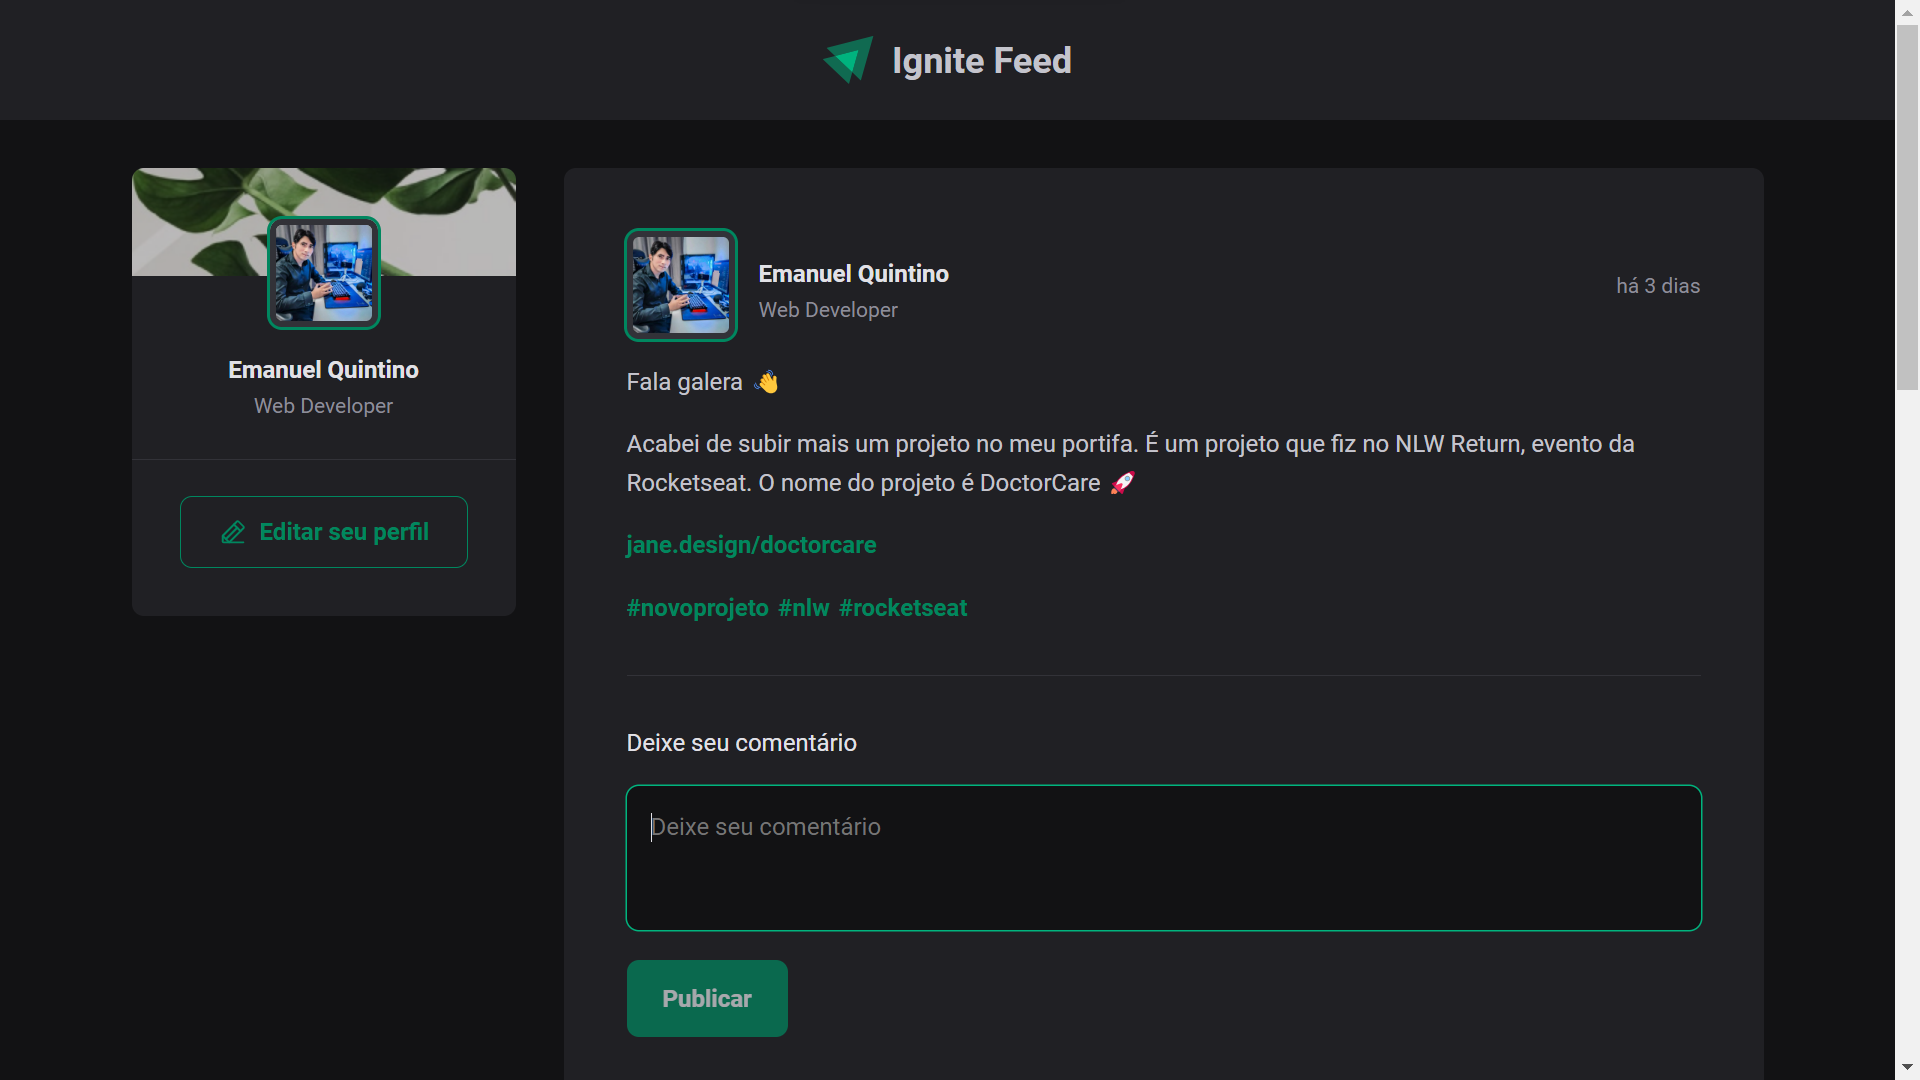 Ignite Feed
Emanuel Quintino
Web Developer
Editar seu perfil
Emanuel Quintino
Web Developer
há 3 dias
Fala galera 👋
Acabei de subir mais um projeto no meu portifa. É um projeto que fiz no NLW Return, evento da
Rocketseat. O nome do projeto é DoctorCare 🚀
jane.design/doctorcare
#novoprojeto #nlw #rocketseat
Deixe seu comentário
Deixe seu comentário
Publicar